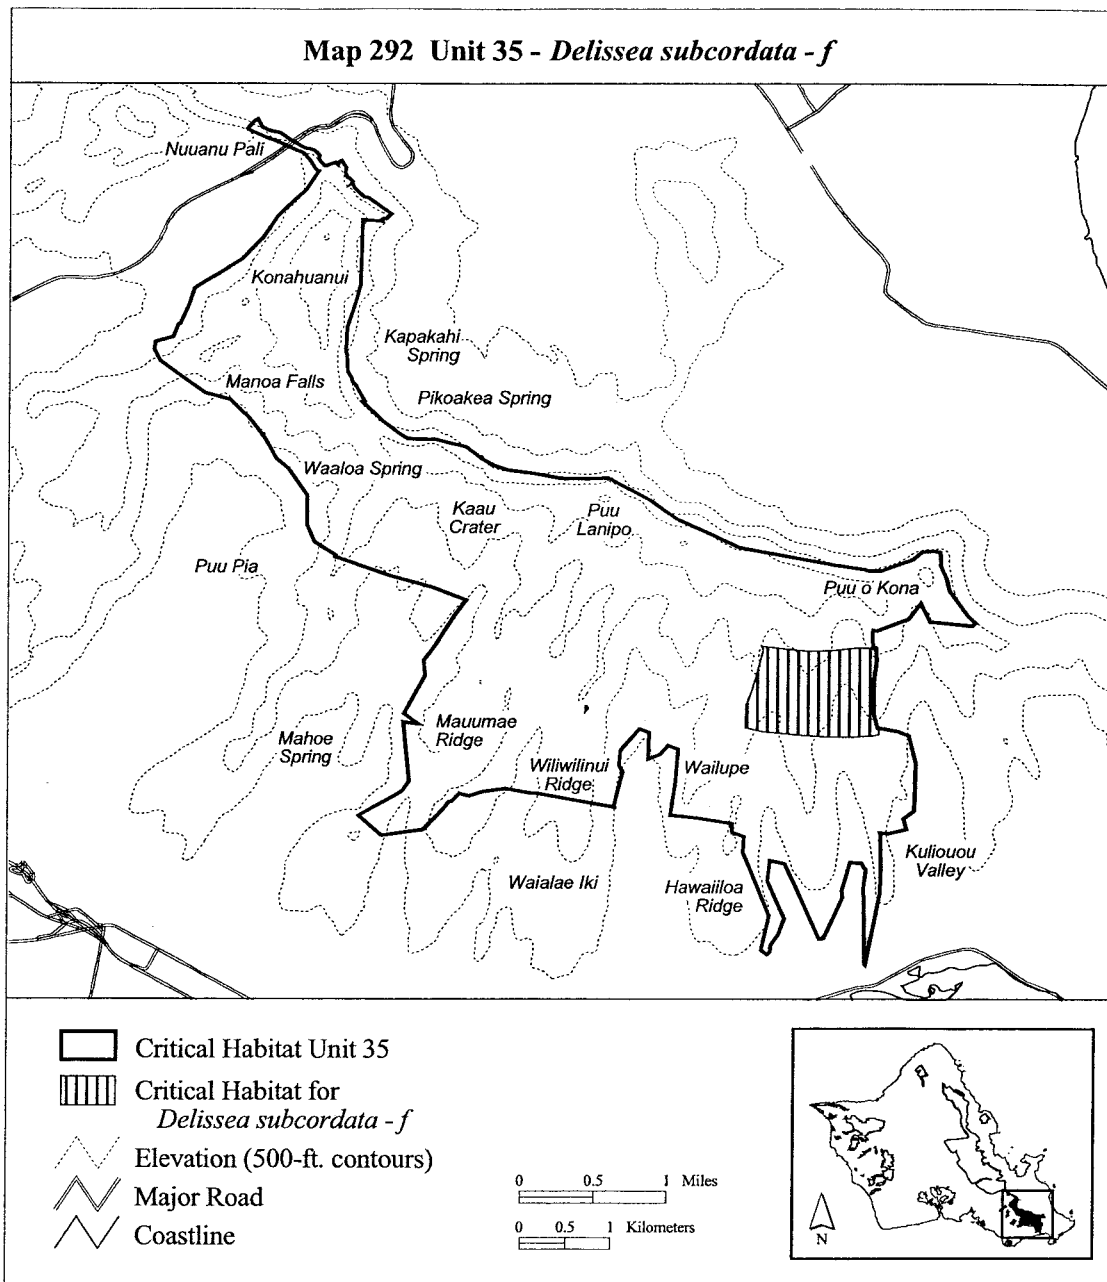 Map 292 Unit 35 - Delissea subcordata - f
Nuuanu Pali
Konahuanui
Kapakahi
Spring
Manoa Falls
Pikoakea Spring
Waaloa Spring
Kaau
Crater
Puu
Lanipo
Puu Pia
Puu o Kona
Mauumae
Ridge
Mahoe
Spring
Wiliwilinui
Ridge
Wailupe
Kuliouou
Valley
Waialae Iki
Hawaiiloa
Ridge
Critical Habitat Unit 35
Critical Habitat for
Delissea subcordata - f
Elevation (500-ft. contours)
Major Road
Coastline
0 0.5 1 Miles
0 0.5 1 Kilometers
N